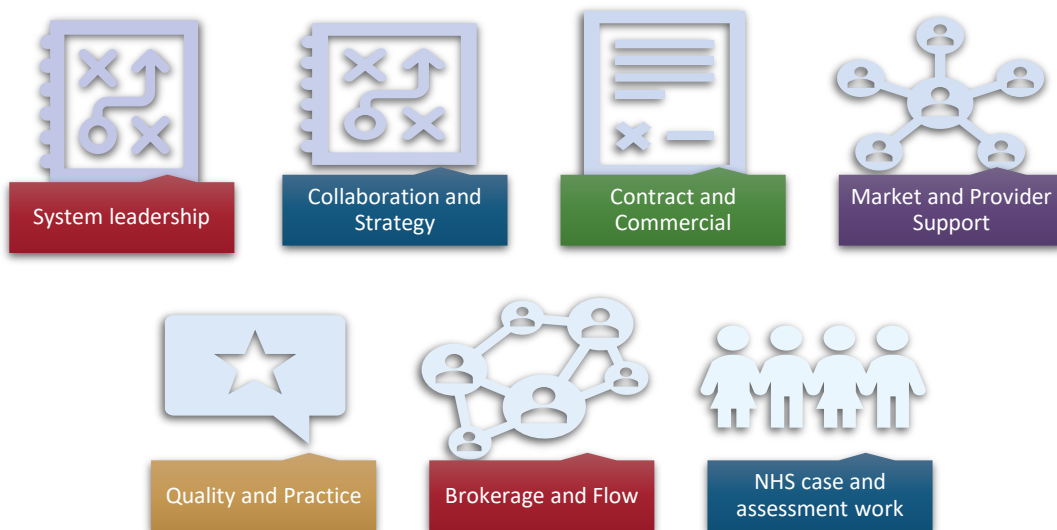 System leadership
Collaboration and
Strategy
Contract and
Commercial
Market and Provider
Support
Quality and Practice
Brokerage and Flow
NHS case and
assessment work